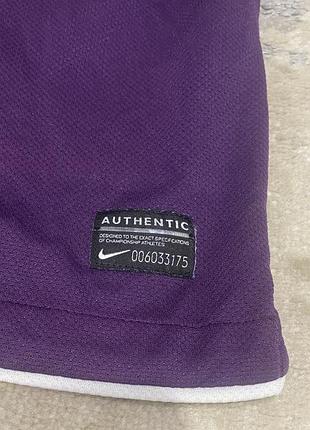 AUTHENTIC
DESIGNED TO THE EXACT SPECIFICATIONS
OF CHAMPIONSHIP ATHLETES
006033175